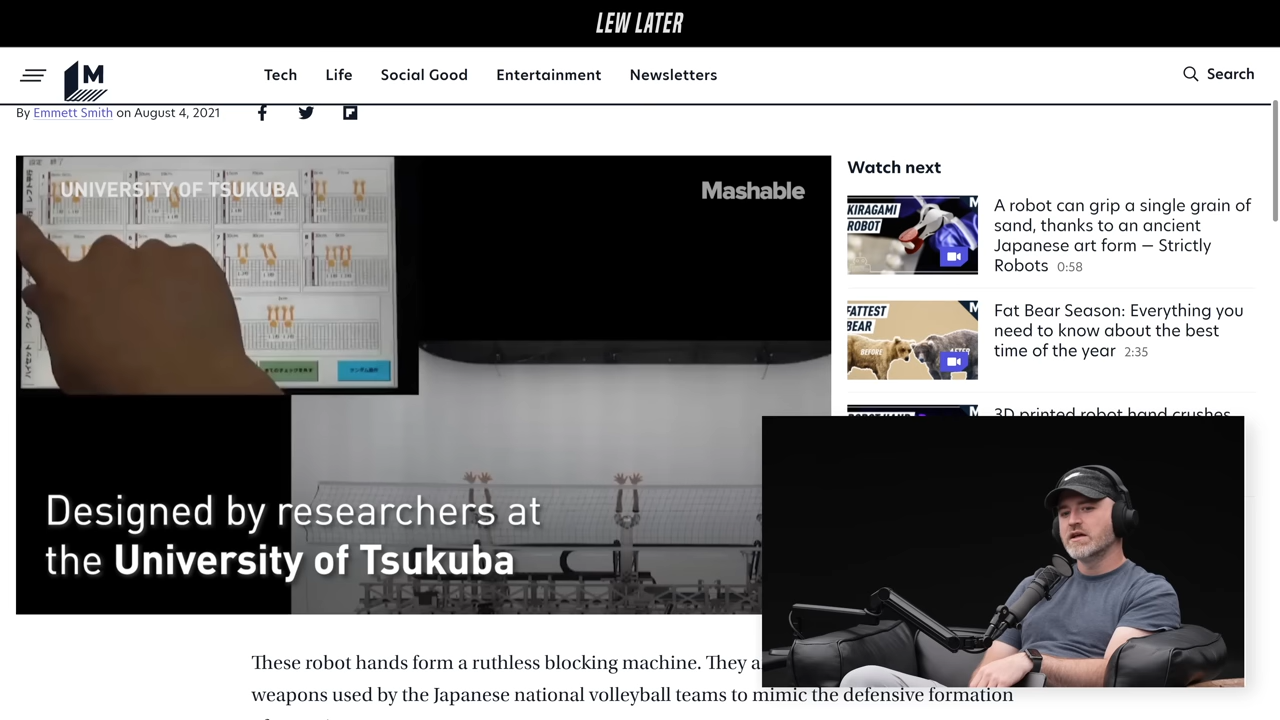 LEW LATER
M
Tech
Life
Social Good
Entertainment
Newsletters
Search
By Emmett Smith on August 4, 2021
UNIVERSITY OF TSUKUBA
Mashable
Designed by researchers at
the University of Tsukuba
Watch next
KIRAGAMI
ROBOT
A robot can grip a single grain of
sand, thanks to an ancient
Japanese art form — Strictly
Robots 0:58
FATTEST
BEAR
BEFORE
AFTER
Fat Bear Season: Everything you
need to know about the best
time of the year 2:35
3D printed robot hand crushes
These robot hands form a ruthless blocking machine. They a
weapons used by the Japanese national volleyball teams to mimic the defensive formation